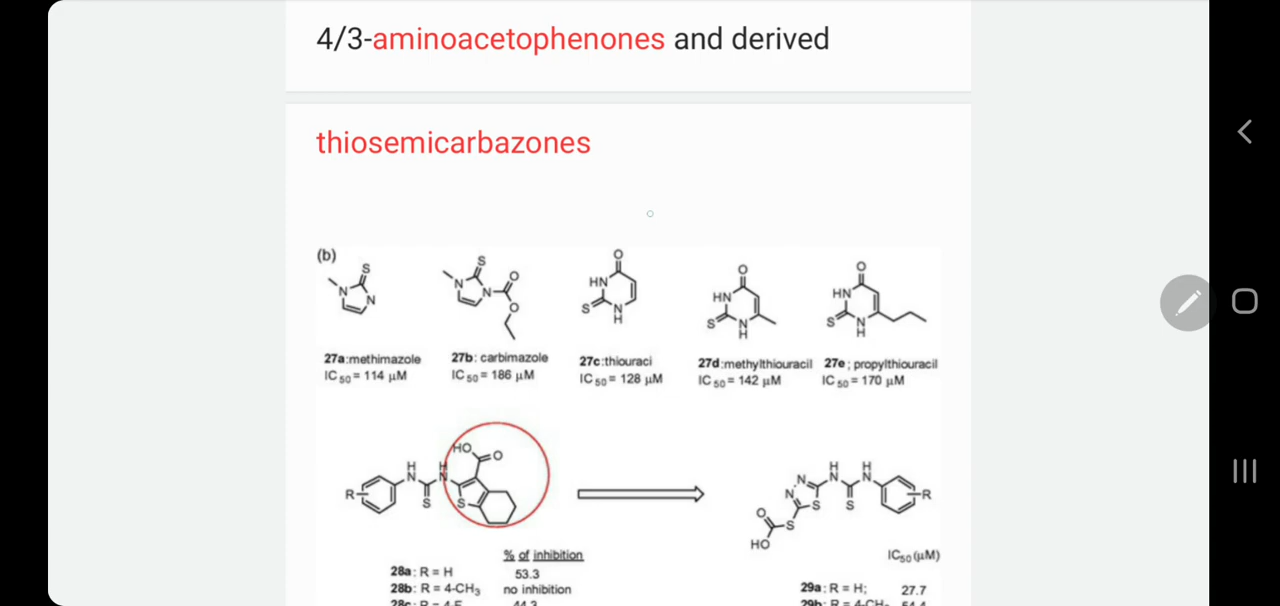 4/3-aminoacetophenones and derived
thiosemicarbazones
(b)
27a:methimazole
IC50 = 114 µM
27b: carbimazole
IC50 = 186 µM
27c:thiouraci
IC50 = 128 µM
27d:methylthiouracil
IC50 = 142 µM
27e; propylthiouracil
IC50 = 170 µM
% of inhibition
28a: R = H 53.3
28b: R = 4-CH3 no inhibition
IC50 (µM)
29a: R = H; 27.7